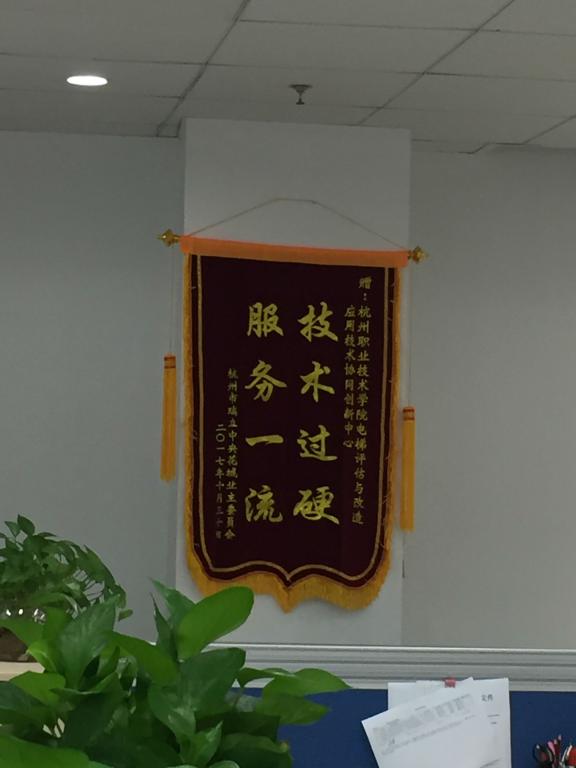 赠：杭州职业技术学院电梯评估与改造
应用技术协同创新中心
技术过硬
服务一流
杭州市瑞立中央花城业主委員会
二〇一七年十月三十日
文件